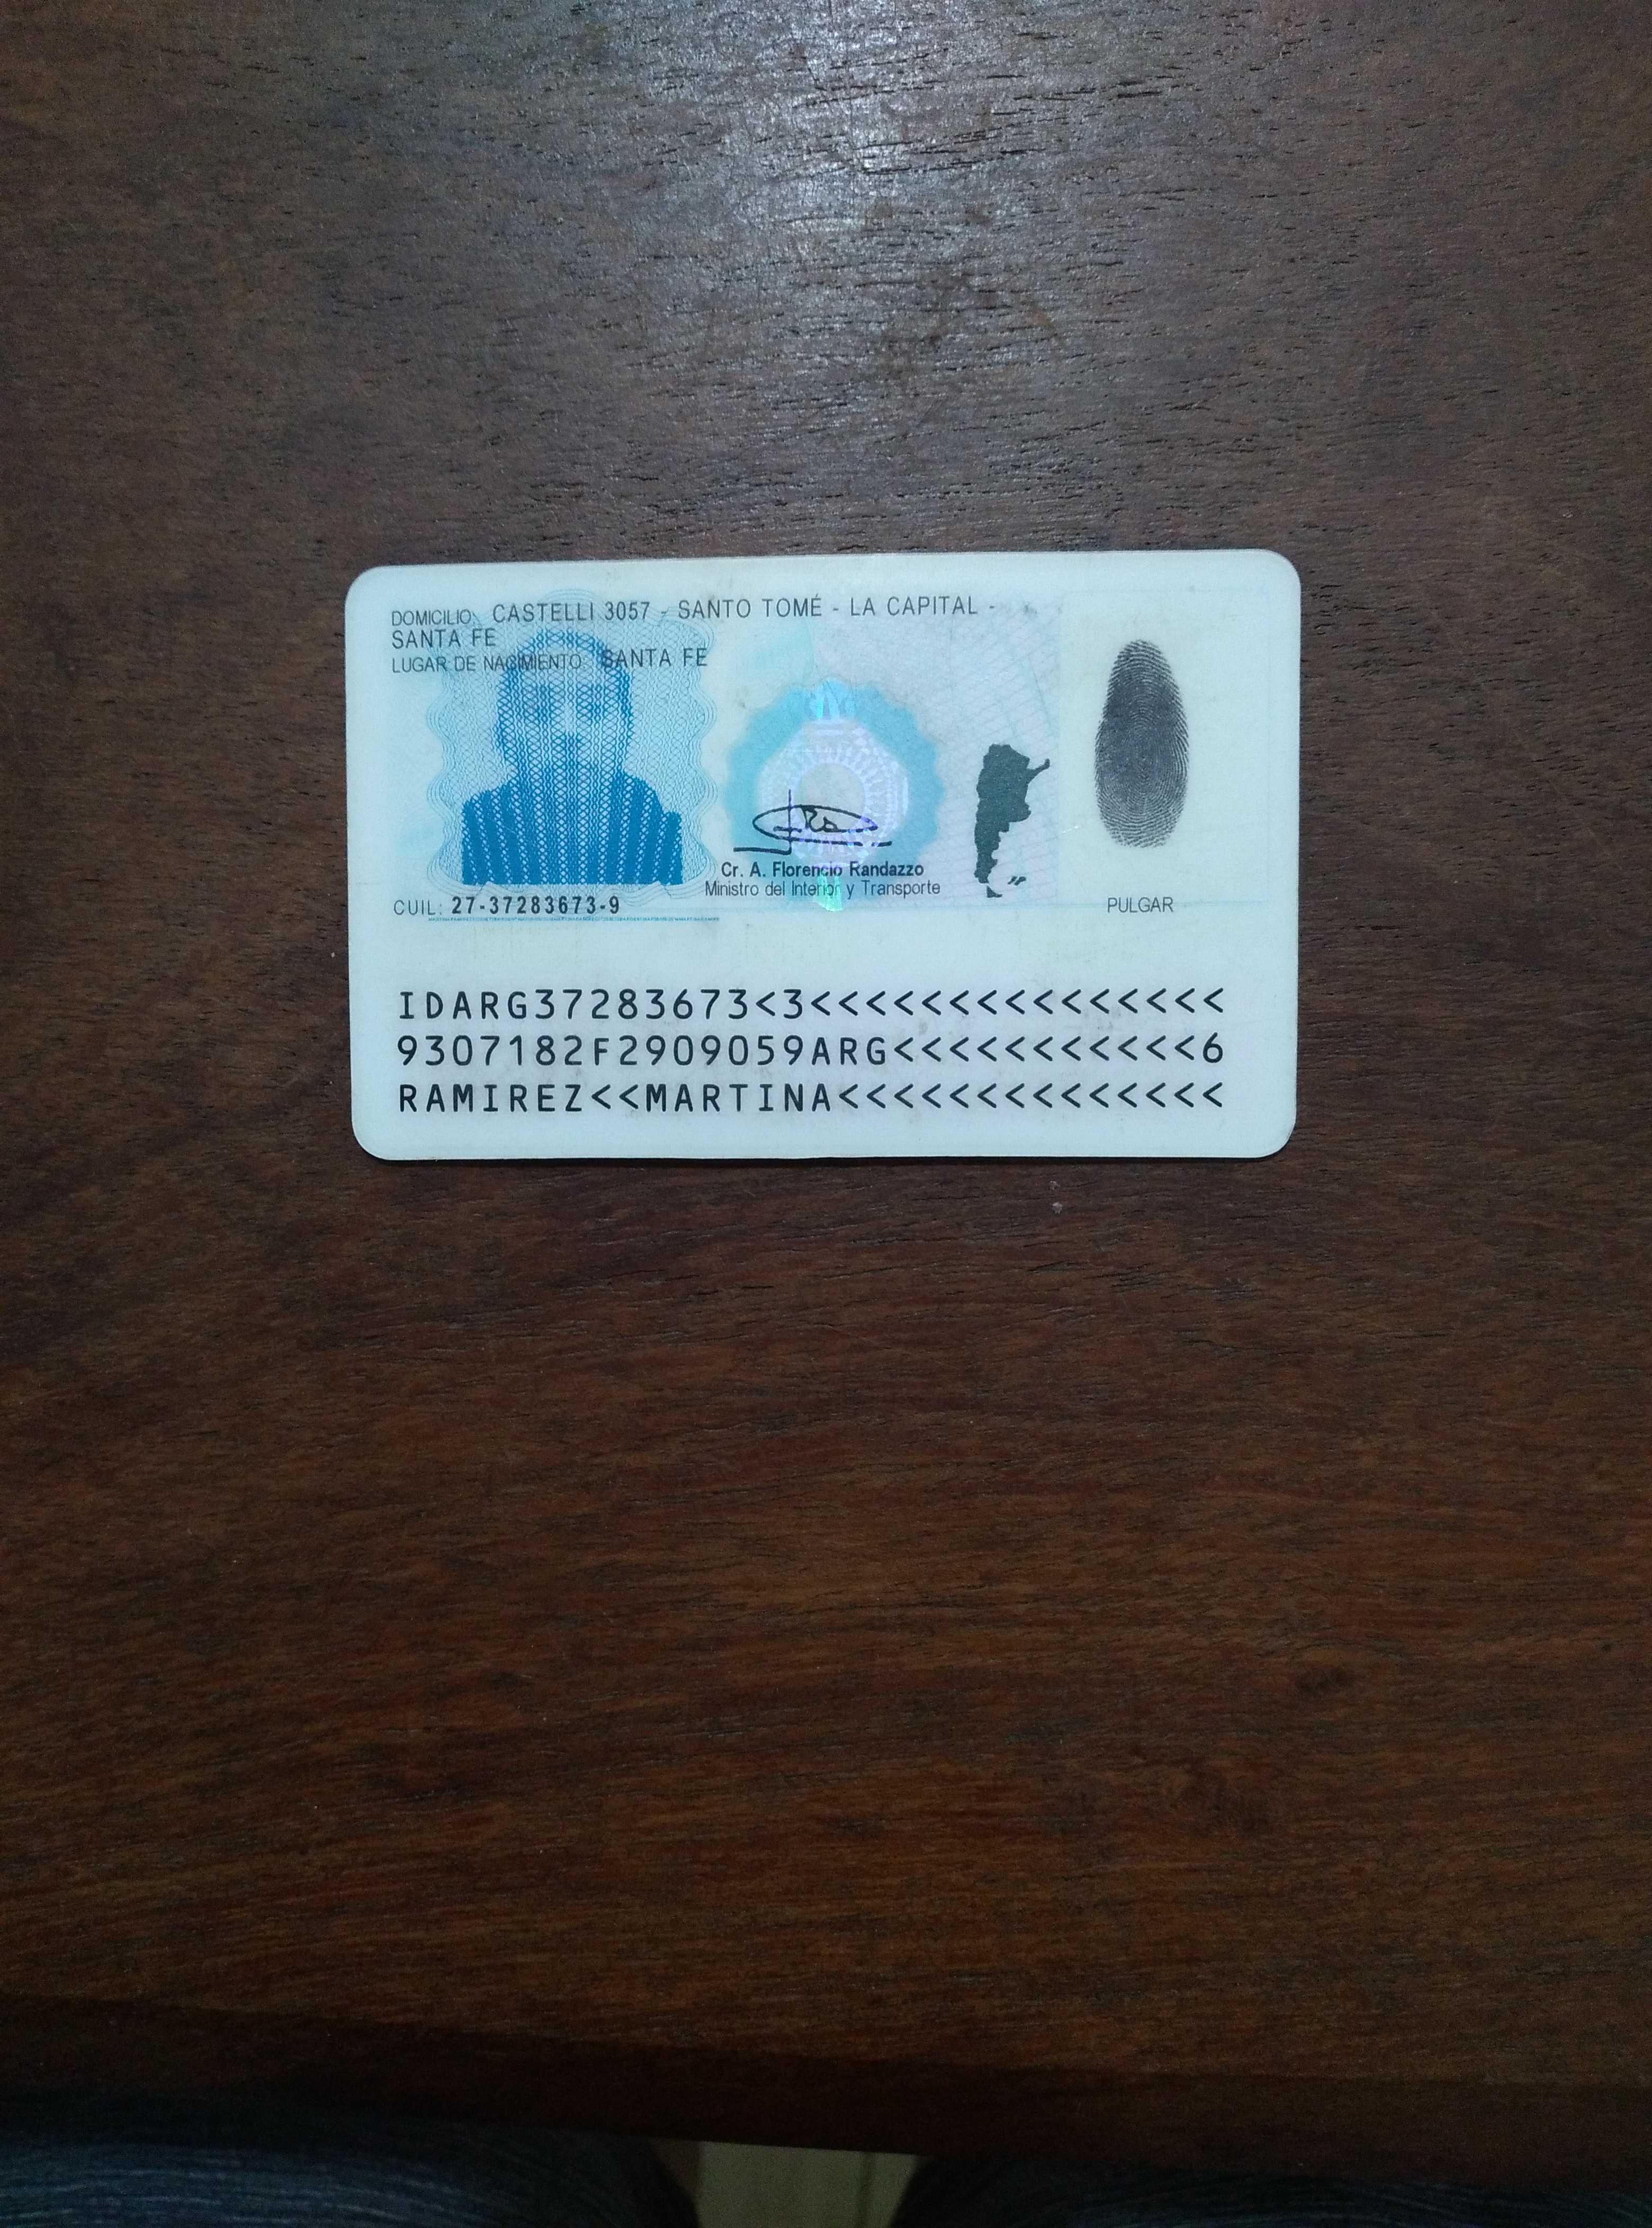 DOMICILIO: CASTELLI 3057 - SANTO TOMÉ - LA CAPITAL -
SANTA FE
LUGAR DE NACIMIENTO: SANTA FE
Cr. A. Florencio Randazzo
Ministro del Interior y Transporte
CUIL: 27-37283673-9
PULGAR
IDARG37283673<3<<<<<<<<<<<<<<<
9307182F2909059ARG<<<<<<<<<<<6
RAMIREZ<<MARTINA<<<<<<<<<<<<<<